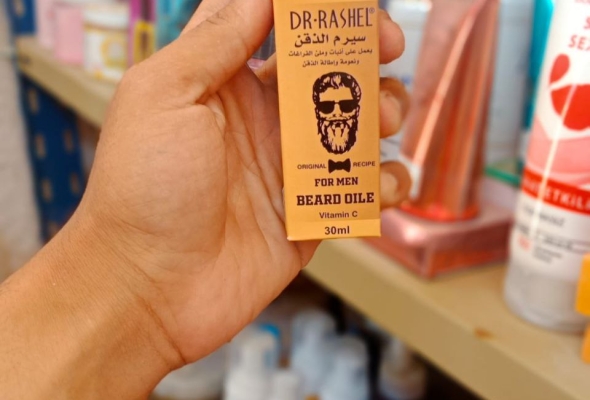 DR·RASHEL®
سيرم الذقن
يعمل على انبات وملئ الفراغات
ونعومة واطالة الذقن
ORIGINAL RECIPE
FOR MEN
BEARD OILE
Vitamin C
30ml